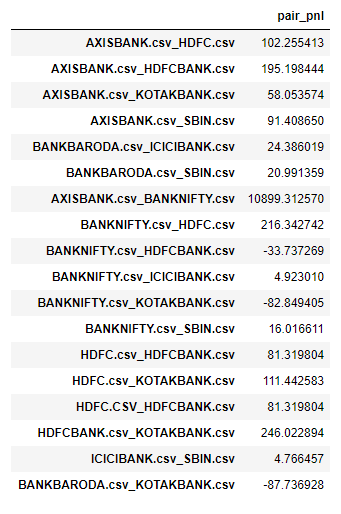 pair_pnl
AXISBANK.csv_HDFC.csv 102.255413
AXISBANK.csv_HDFCBANK.csv 195.198444
AXISBANK.csv_KOTAKBANK.csv 58.053574
AXISBANK.csv_SBIN.csv 91.408650
BANKBARODA.csv_ICICIBANK.csv 24.386019
BANKBARODA.csv_SBIN.csv 20.991359
AXISBANK.csv_BANKNIFTY.csv 10899.312570
BANKNIFTY.csv_HDFC.csv 216.342742
BANKNIFTY.csv_HDFCBANK.csv -33.737269
BANKNIFTY.csv_ICICIBANK.csv 4.923010
BANKNIFTY.csv_KOTAKBANK.csv -82.849405
BANKNIFTY.csv_SBIN.csv 16.016611
HDFC.csv_HDFCBANK.csv 81.319804
HDFC.csv_KOTAKBANK.csv 111.442583
HDFC.CSV_HDFCBANK.csv 81.319804
HDFCBANK.csv_KOTAKBANK.csv 246.022894
ICICIBANK.csv_SBIN.csv 4.766457
BANKBARODA.csv_KOTAKBANK.csv -87.736928